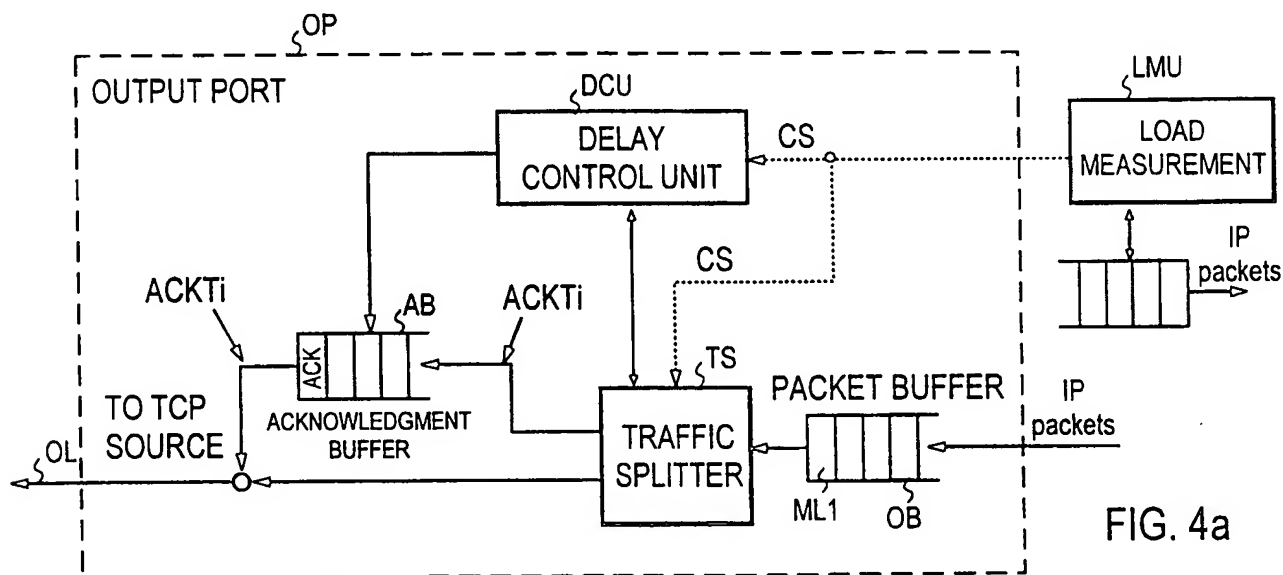 OP
OUTPUT PORT
DCU
DELAY
CONTROL UNIT
CS
LMU
LOAD
MEASUREMENT
IP
packets
CS
ACKTi
AB
ACKTi
ACK
ACKNOWLEDGMENT
BUFFER
TO TCP
SOURCE
OL
TS
TRAFFIC
SPLITTER
PACKET BUFFER
ML1
OB
IP
packets
FIG. 4a